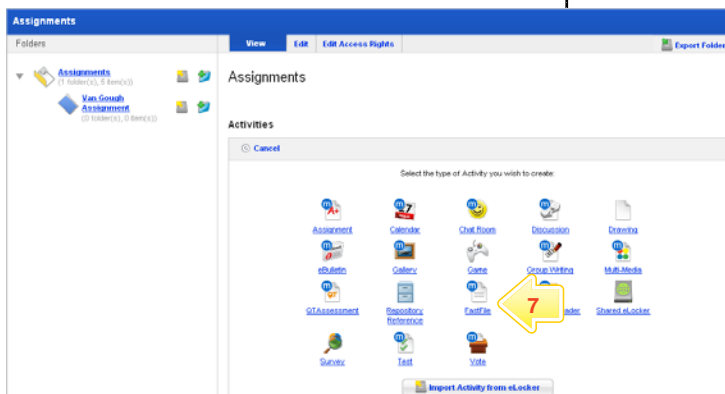 Assignments
Folders
View Edit Edit Access Rights
Export Folder
Assignments
(1 folder(s), 5 item(s))
Van Gough
Assignment
(0 folder(s), 0 item(s))
Assignments
Activities
Cancel
Select the type of Activity you wish to create:
Assignment Calendar Chat Room Discussion Drawing
eBulletin Gallery Game Group Writing Multi-Media
QTAssessment Repository Reference FastFile ader Shared eLocker
7
Survey Test Vote
Import Activity from eLocker